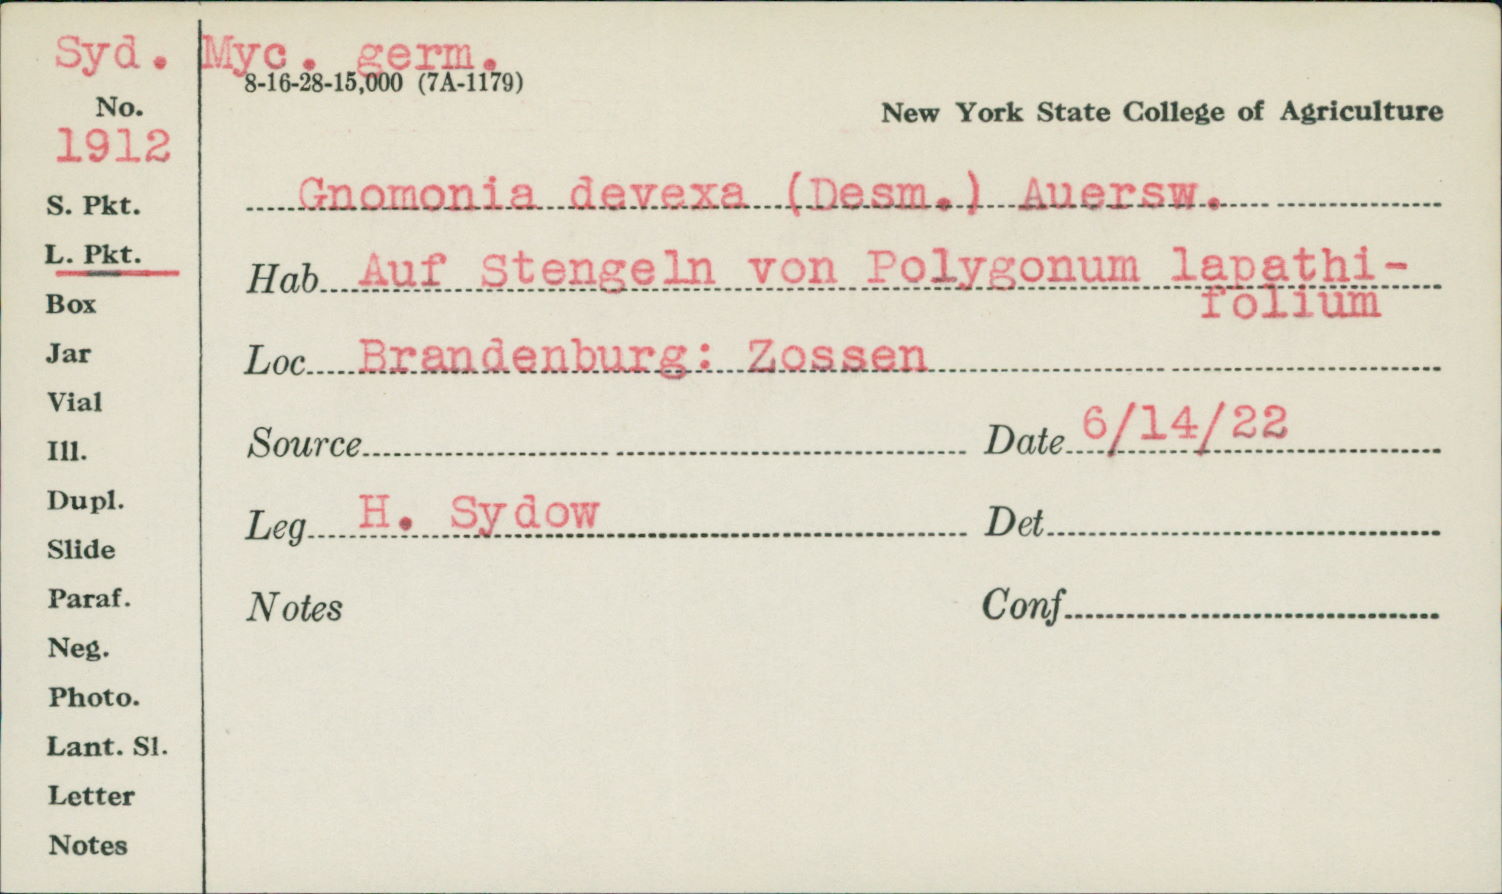 Syd. Myc. germ.
8-16-28-15,000 (7A-1179)
No.
New York State College of Agriculture
1912
S. Pkt.
Gnomonia devexa (Desm.) Auersw.
L. Pkt.
Hab. Auf Stengeln von Polygonum lapathi-
folium
Box
Jar
Loc. Brandenburg: Zossen
Vial
Ill.
Source Date 6/14/22
Dupl.
Leg H. Sydow Det
Slide
Paraf.
Notes Conf
Neg.
Photo.
Lant. Sl.
Letter
Notes